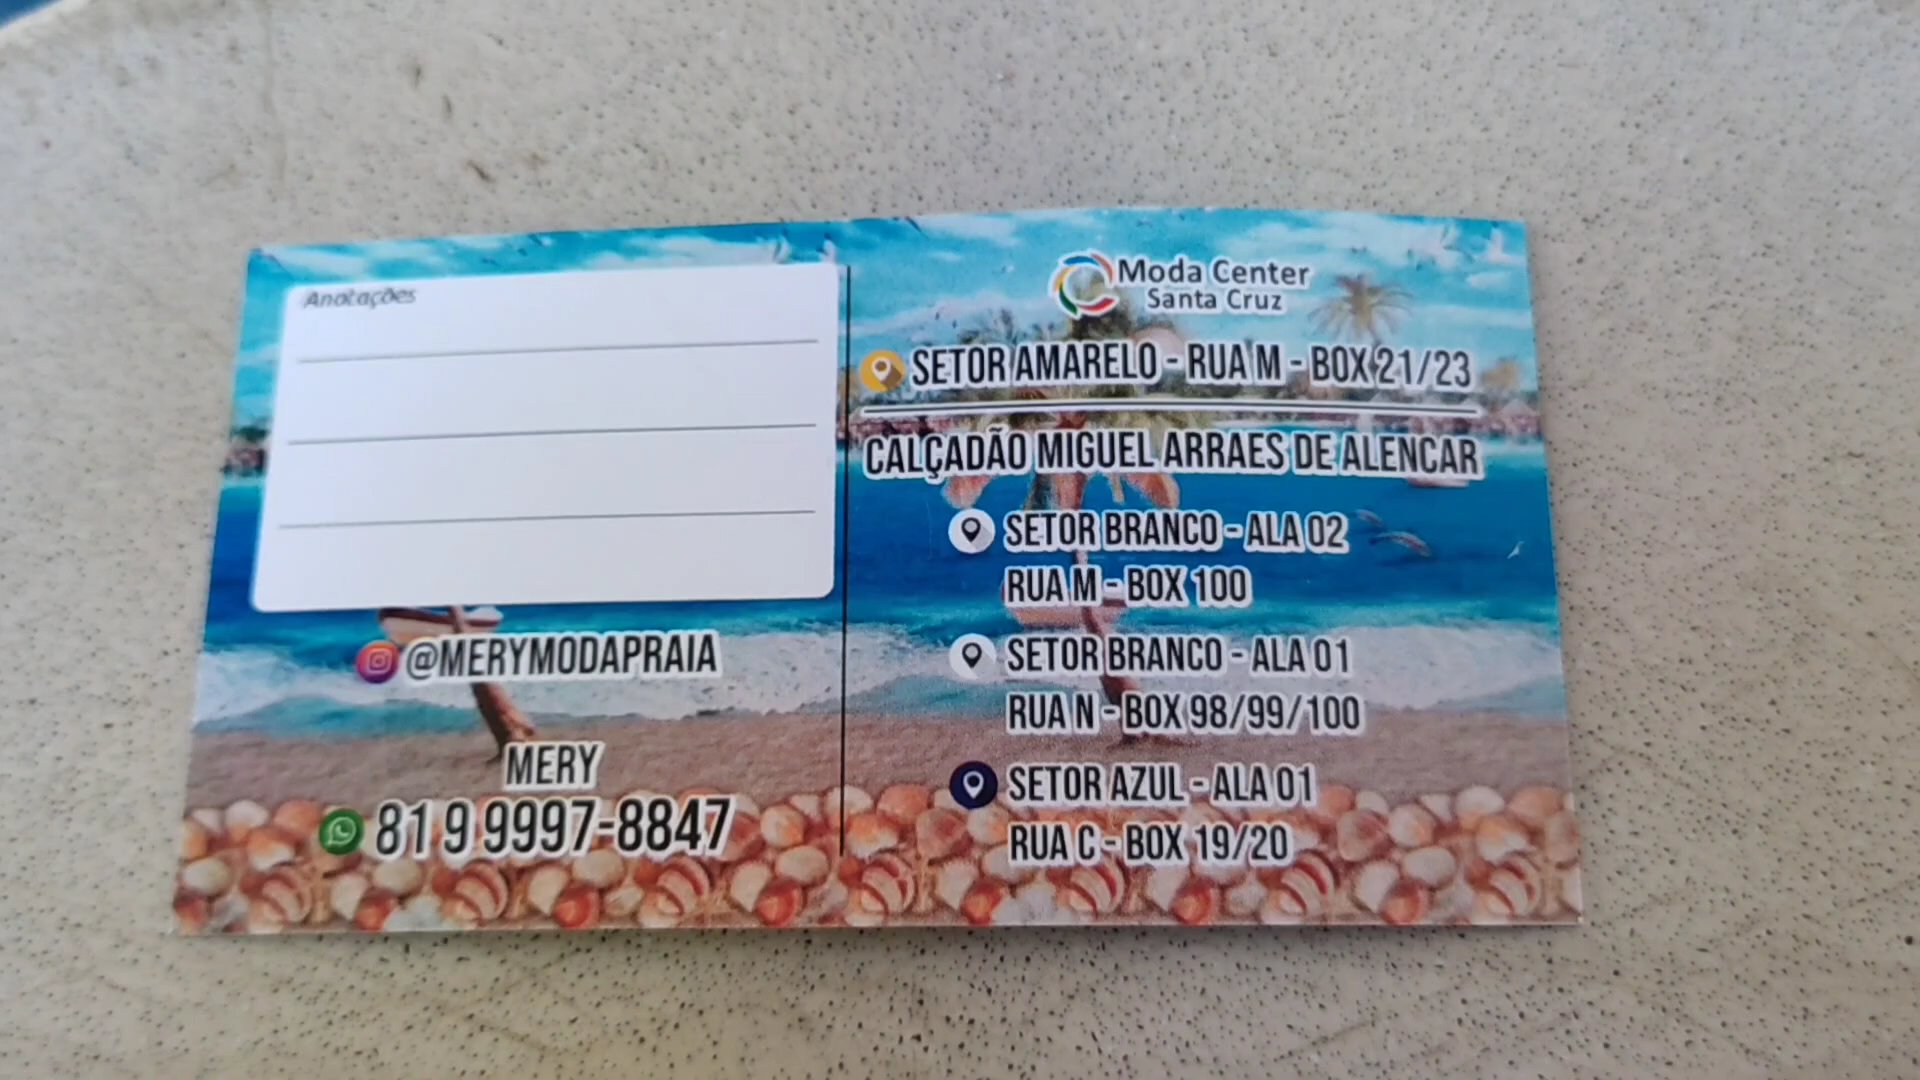 Anotações
@MERYMODAPRAIA
MERY
81 9 9997-8847
Moda Center
Santa Cruz
SETOR AMARELO - RUA M - BOX 21/23
CALÇADÃO MIGUEL ARRAES DE ALENCAR
SETOR BRANCO - ALA 02
RUA M - BOX 100
SETOR BRANCO - ALA 01
RUA N - BOX 98/99/100
SETOR AZUL - ALA 01
RUA C - BOX 19/20